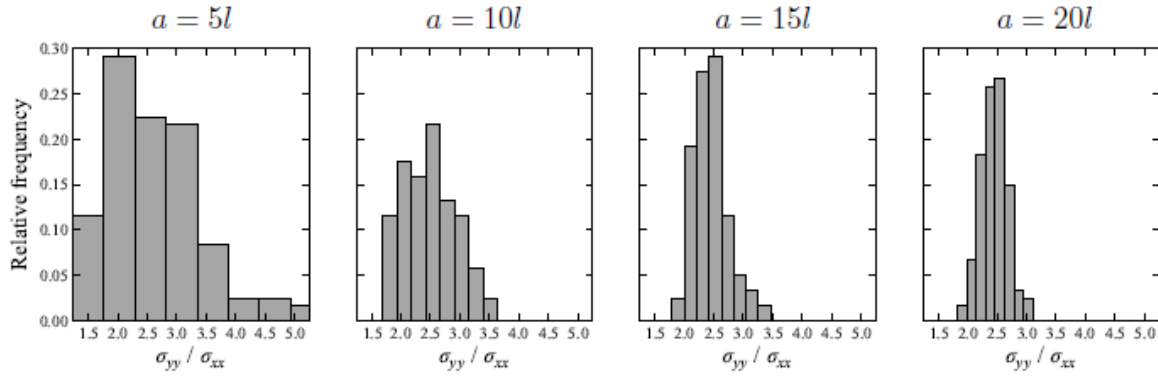 a = 5l a = 10l a = 15l a = 20l
0.30
0.25
0.20
0.15
0.10
0.05
0.00
Relative frequency
1.5 2.0 2.5 3.0 3.5 4.0 4.5 5.0 1.5 2.0 2.5 3.0 3.5 4.0 4.5 5.0 1.5 2.0 2.5 3.0 3.5 4.0 4.5 5.0 1.5 2.0 2.5 3.0 3.5 4.0 4.5 5.0
σyy / σxx σyy / σxx σyy / σxx σyy / σxx